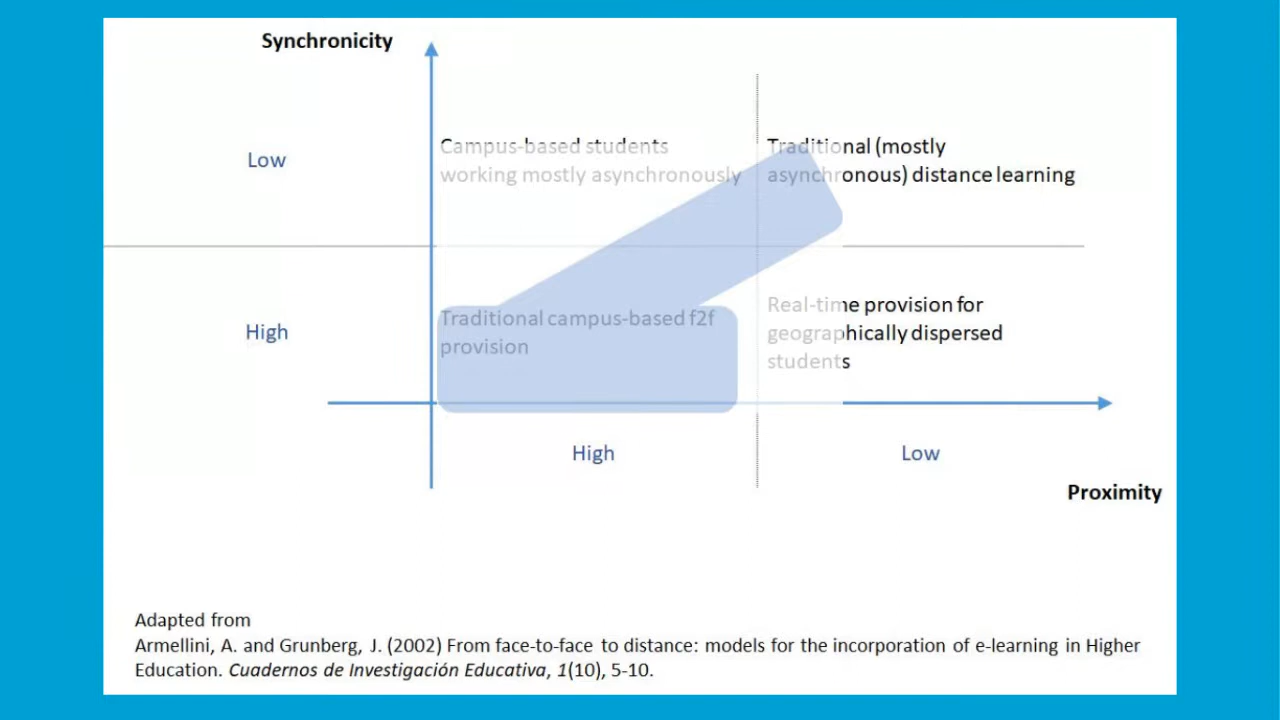 Synchronicity
Low
Campus-based students
working mostly asynchronously
Traditional (mostly
asynchronous) distance learning
High
Traditional campus-based f2f
provision
Real-time provision for
geographically dispersed
students
High
Low
Proximity
Adapted from
Armellini, A. and Grunberg, J. (2002) From face-to-face to distance: models for the incorporation of e-learning in Higher
Education. Cuadernos de Investigación Educativa, 1(10), 5-10.